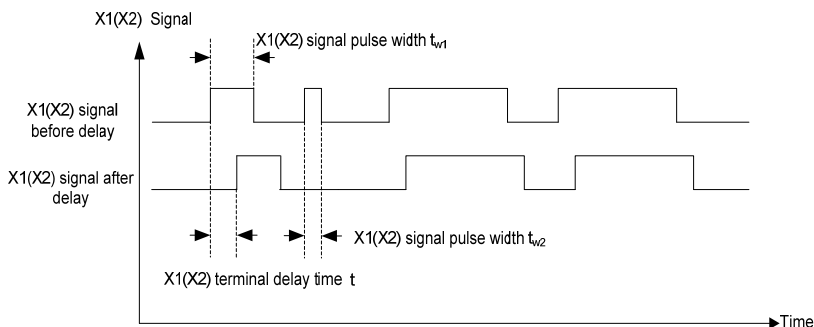 X1(X2) Signal
X1(X2) signal pulse width tw1
X1(X2) signal
before delay
X1(X2) signal after
delay
X1(X2) signal pulse width tw2
X1(X2) terminal delay time t
Time